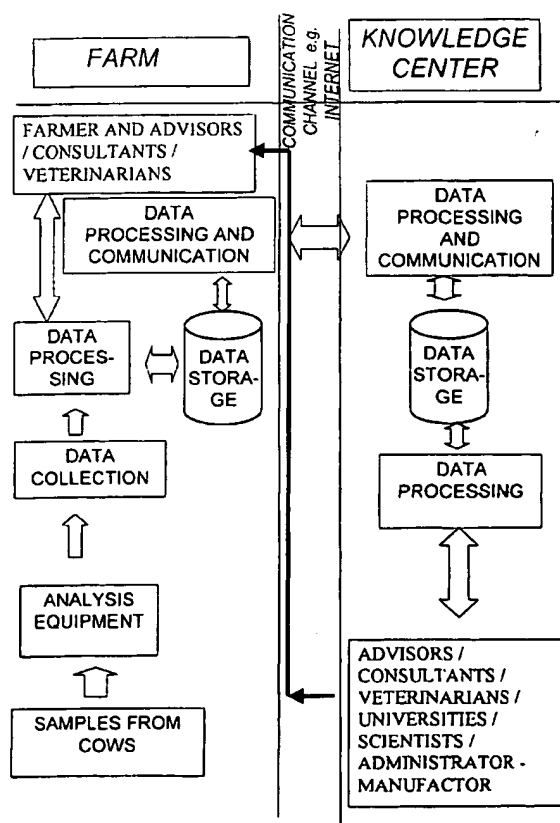 FARM
COMMUNICATION
CHANNEL e.g.
INTERNET
KNOWLEDGE
CENTER
FARMER AND ADVISORS
/ CONSULTANTS /
VETERINARIANS
DATA
PROCESSING AND
COMMUNICATION
DATA
PROCES-
SING
DATA
STORA-
GE
DATA
COLLECTION
ANALYSIS
EQUIPMENT
SAMPLES FROM
COWS
DATA
PROCESSING
AND
COMMUNICATION
DATA
STORA-
GE
DATA
PROCESSING
ADVISORS /
CONSULTANTS /
VETERINARIANS /
UNIVERSITIES /
SCIENTISTS /
ADMINISTRATOR -
MANUFACTOR